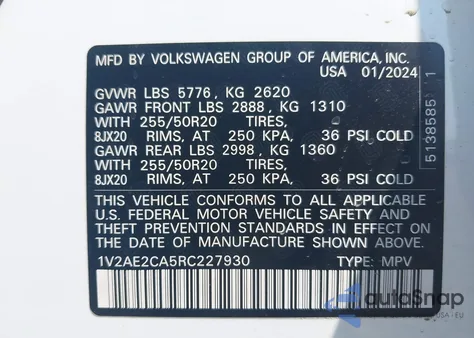 MFD BY VOLKSWAGEN GROUP OF AMERICA, INC.
USA 01/2024
GVWR LBS 5776, KG 2620
GAWR FRONT LBS 2888, KG 1310
WITH 255/50R20 TIRES,
8JX20 RIMS, AT 250 KPA, 36 PSI COLD
GAWR REAR LBS 2998, KG 1360
WITH 255/50R20 TIRES,
8JX20 RIMS, AT 250 KPA, 36 PSI COLD
THIS VEHICLE CONFORMS TO ALL APPLICABLE
U.S. FEDERAL MOTOR VEHICLE SAFETY AND
THEFT PREVENTION STANDARDS IN EFFECT ON
THE DATE OF MANUFACTURE SHOWN ABOVE.
1V2AE2CA5RC227930 TYPE: MPV
5138585 1
autoSnap